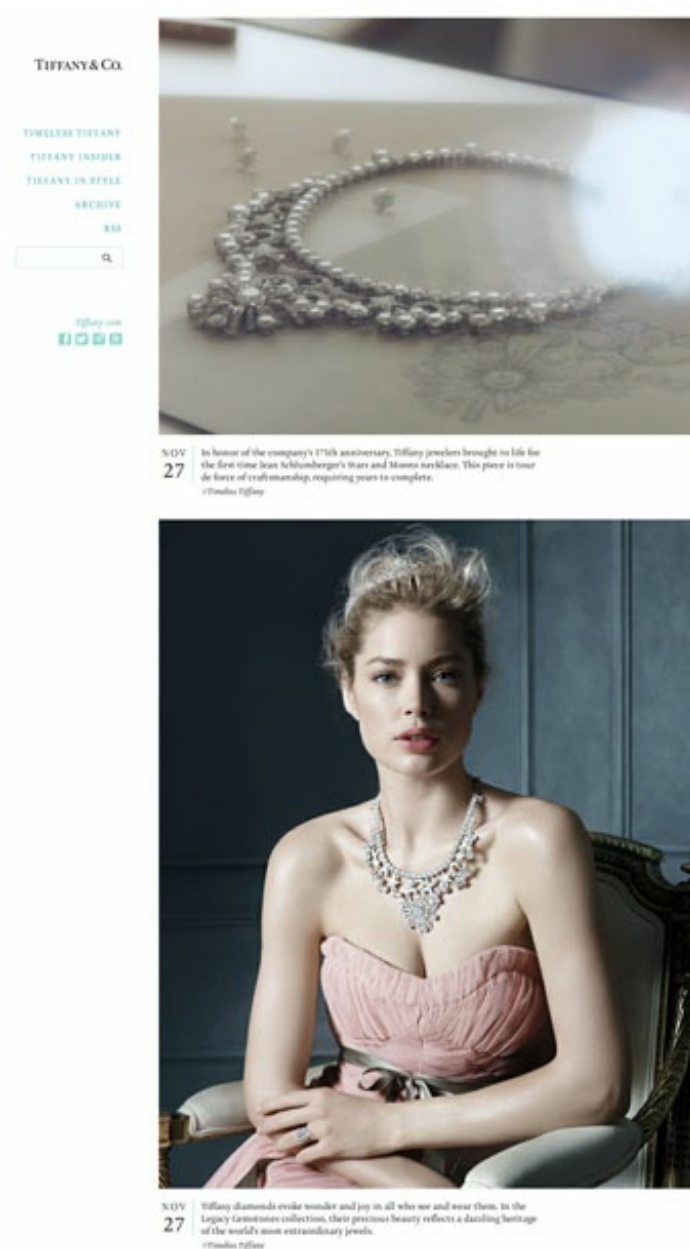 TIFFANY & CO.
TIMELESS TIFFANY
TIFFANY INSIDER
TIFFANY IN STYLE
ARCHIVE
RSS
Tiffany.com
NOV
27
In honor of the company's 175th anniversary, Tiffany jewelers brought to life for
the first time Jean Schlumberger's Stars and Moons necklace. This piece is tour
de force of craftsmanship, requiring years to complete.
#Timeless Tiffany
NOV
27
Tiffany diamonds evoke wonder and joy in all who see and wear them. In the
Legacy Gemstones collection, their precious beauty reflects a dazzling heritage
of the world's most extraordinary jewels.
#Timeless Tiffany